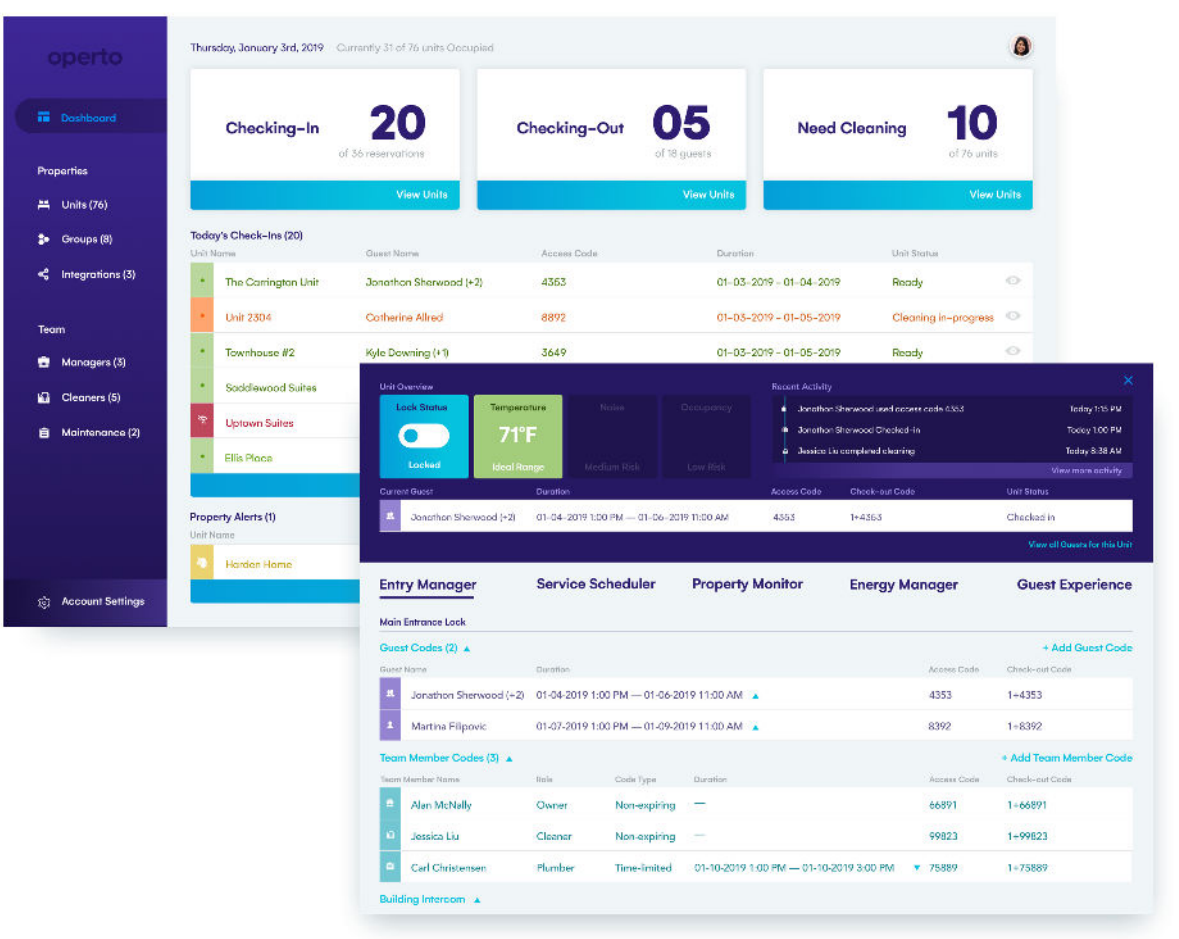 operto
Thursday, January 3rd, 2019 Currently 31 of 76 units Occupied
Dashboard
Properties
Units (76)
Groups (8)
Integrations (3)
Team
Managers (3)
Cleaners (5)
Maintenance (2)
Account Settings
Checking-In 20
of 36 reservations
View Units
Checking-Out 05
of 18 guests
View Units
Need Cleaning 10
of 76 units
View Units
Today's Check-Ins (20)
Unit Name Guest Name Access Code Duration Unit Status
The Carrington Unit Jonathon Sherwood (+2) 4353 01-03-2019 - 01-04-2019 Ready
Unit 2304 Catherine Allred 8892 01-03-2019 - 01-05-2019 Cleaning in-progress
Townhouse #2 Kyle Downing (+1) 3649 01-03-2019 - 01-05-2019 Ready
Saddlewood Suites
Uptown Suites
Ellis Place
Property Alerts (1)
Unit Name
Harden Home
Unit Overview
Lock Status
Locked
Temperature
71°F
Ideal Range
Noise
Medium Risk
Occupancy
Low Risk
Recent Activity
Jonathon Sherwood used access code 4353 Today 1:15 PM
Jonathon Sherwood Checked-in Today 1:00 PM
Jessica Liu completed cleaning Today 8:38 AM
View more activity
Current Guest Duration Access Code Check-out Code Unit Status
Jonathon Sherwood (+2) 01-04-2019 1:00 PM — 01-06-2019 11:00 AM 4353 1+4353 Checked in
View all Guests for this Unit
Entry Manager Service Scheduler Property Monitor Energy Manager Guest Experience
Main Entrance Lock
Guest Codes (2) ▲ + Add Guest Code
Guest Name Duration Access Code Check-out Code
Jonathon Sherwood (+2) 01-04-2019 1:00 PM — 01-06-2019 11:00 AM ▲ 4353 1+4353
Martina Filipovic 01-07-2019 1:00 PM — 01-09-2019 11:00 AM ▲ 8392 1+8392
Team Member Codes (3) ▲ + Add Team Member Code
Team Member Name Role Code Type Duration Access Code Check-out Code
Alan McNally Owner Non-expiring — 66891 1+66891
Jessica Liu Cleaner Non-expiring — 99823 1+99823
Carl Christensen Plumber Time-limited 01-10-2019 1:00 PM — 01-10-2019 3:00 PM ▼ 75889 1+75889
Building Intercom ▲